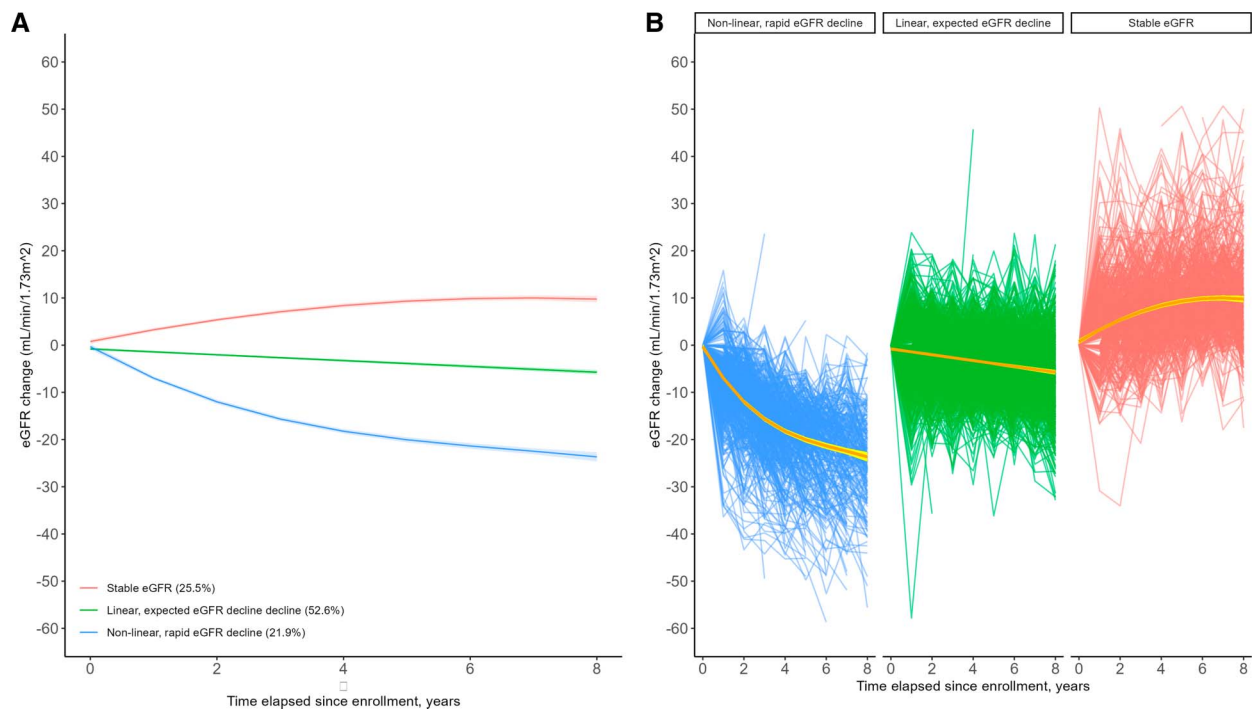 A
60
50
40
30
20
10
0
-10
-20
-30
-40
-50
-60
eGFR change (mL/min/1.73m^2)
Stable eGFR (25.5%)
Linear, expected eGFR decline decline (52.6%)
Non-linear, rapid eGFR decline (21.9%)
0 2 4 6 8
Time elapsed since enrollment, years
B
Non-linear, rapid eGFR decline
Linear, expected eGFR decline
Stable eGFR
60
50
40
30
20
10
0
-10
-20
-30
-40
-50
-60
eGFR change (mL/min/1.73m^2)
0 2 4 6 8 0 2 4 6 8 0 2 4 6 8
Time elapsed since enrollment, years